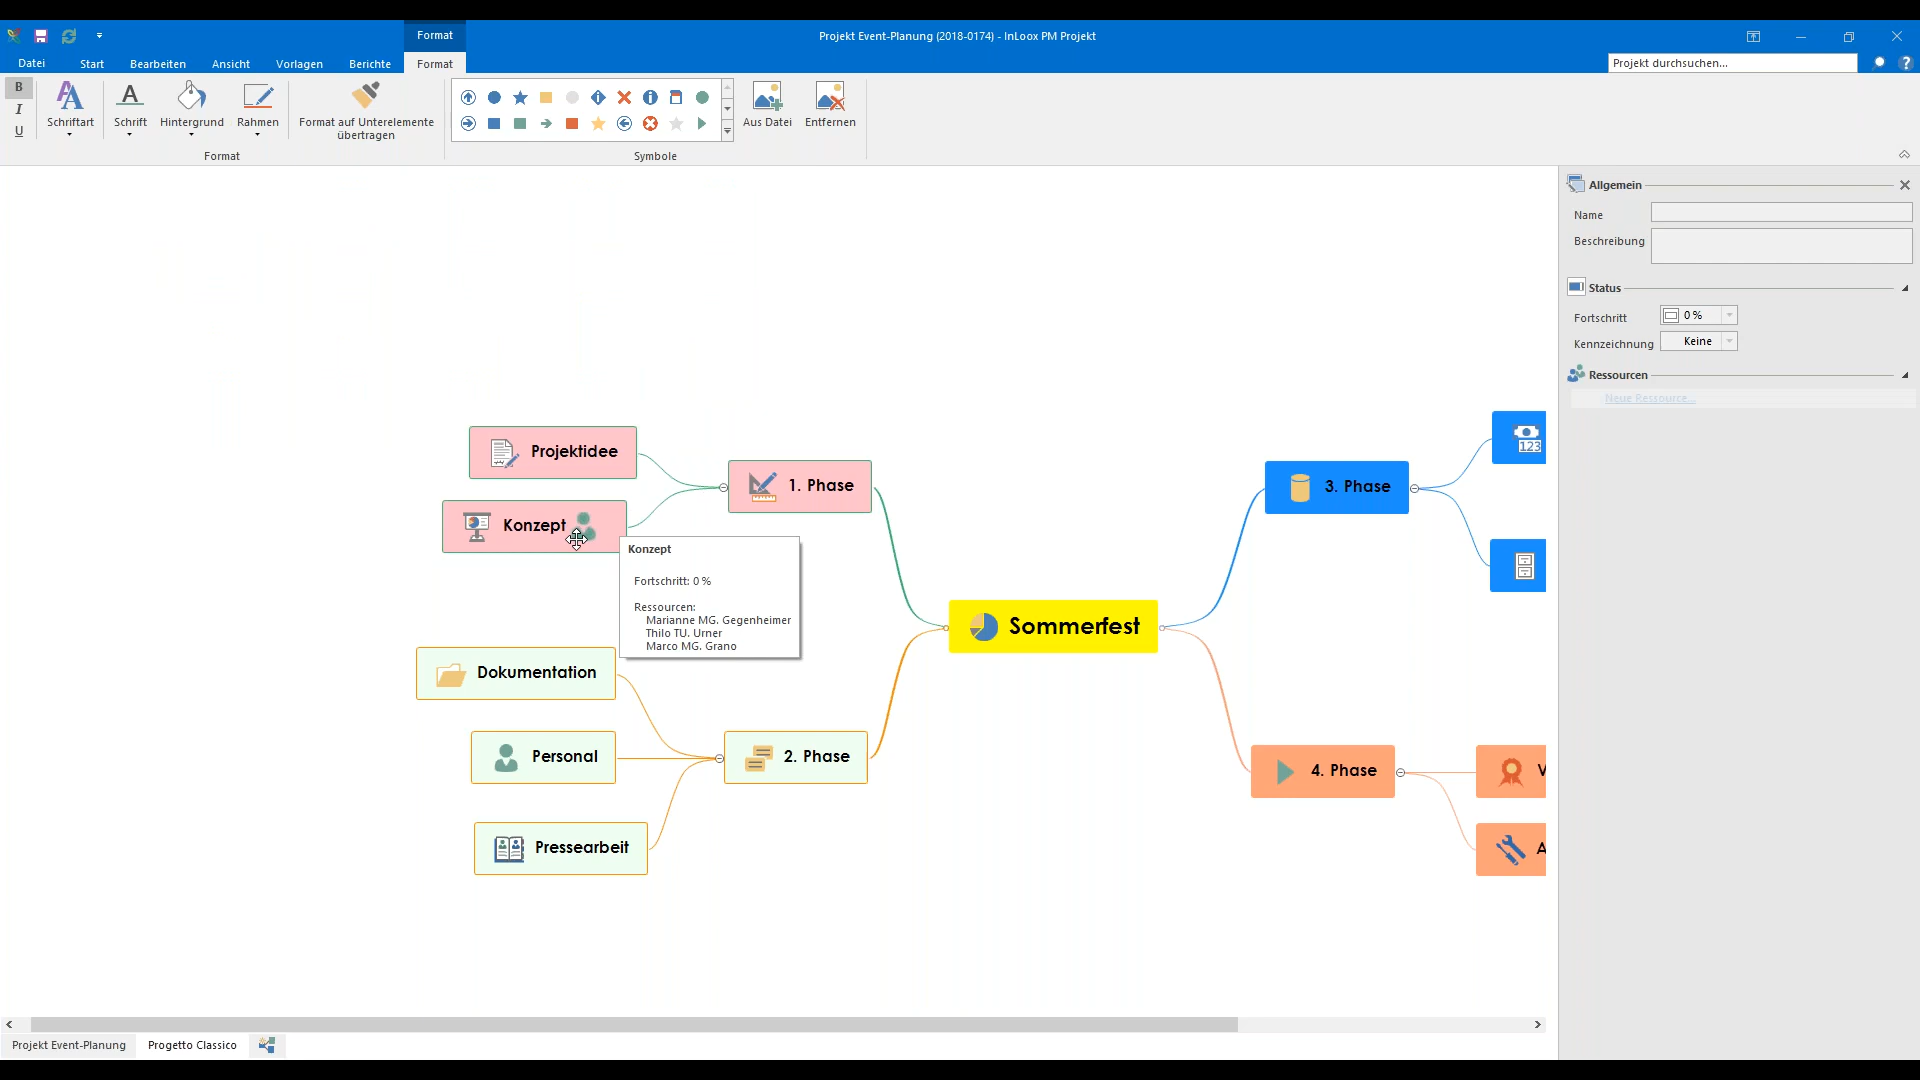 Format
Projekt Event-Planung (2018-0174) - InLoox PM Projekt
Datei Start Bearbeiten Ansicht Vorlagen Berichte Format
Projekt durchsuchen...
?
B
I
U
Schriftart
Schrift
Hintergrund
Rahmen
Format auf Unterelemente
übertragen
Aus Datei
Entfernen
Format
Symbole
Allgemein
Name
Beschreibung
Status
Fortschritt 0 %
Kennzeichnung Keine
Ressourcen
Neue Ressource...
Projektidee
1. Phase
Konzept
Konzept
Fortschritt: 0 %
Ressourcen:
Marianne MG. Gegenheimer
Thilo TU. Urner
Marco MG. Grano
Sommerfest
3. Phase
123
Dokumentation
Personal
2. Phase
Pressearbeit
4. Phase
V
A
Projekt Event-Planung
Progetto Classico